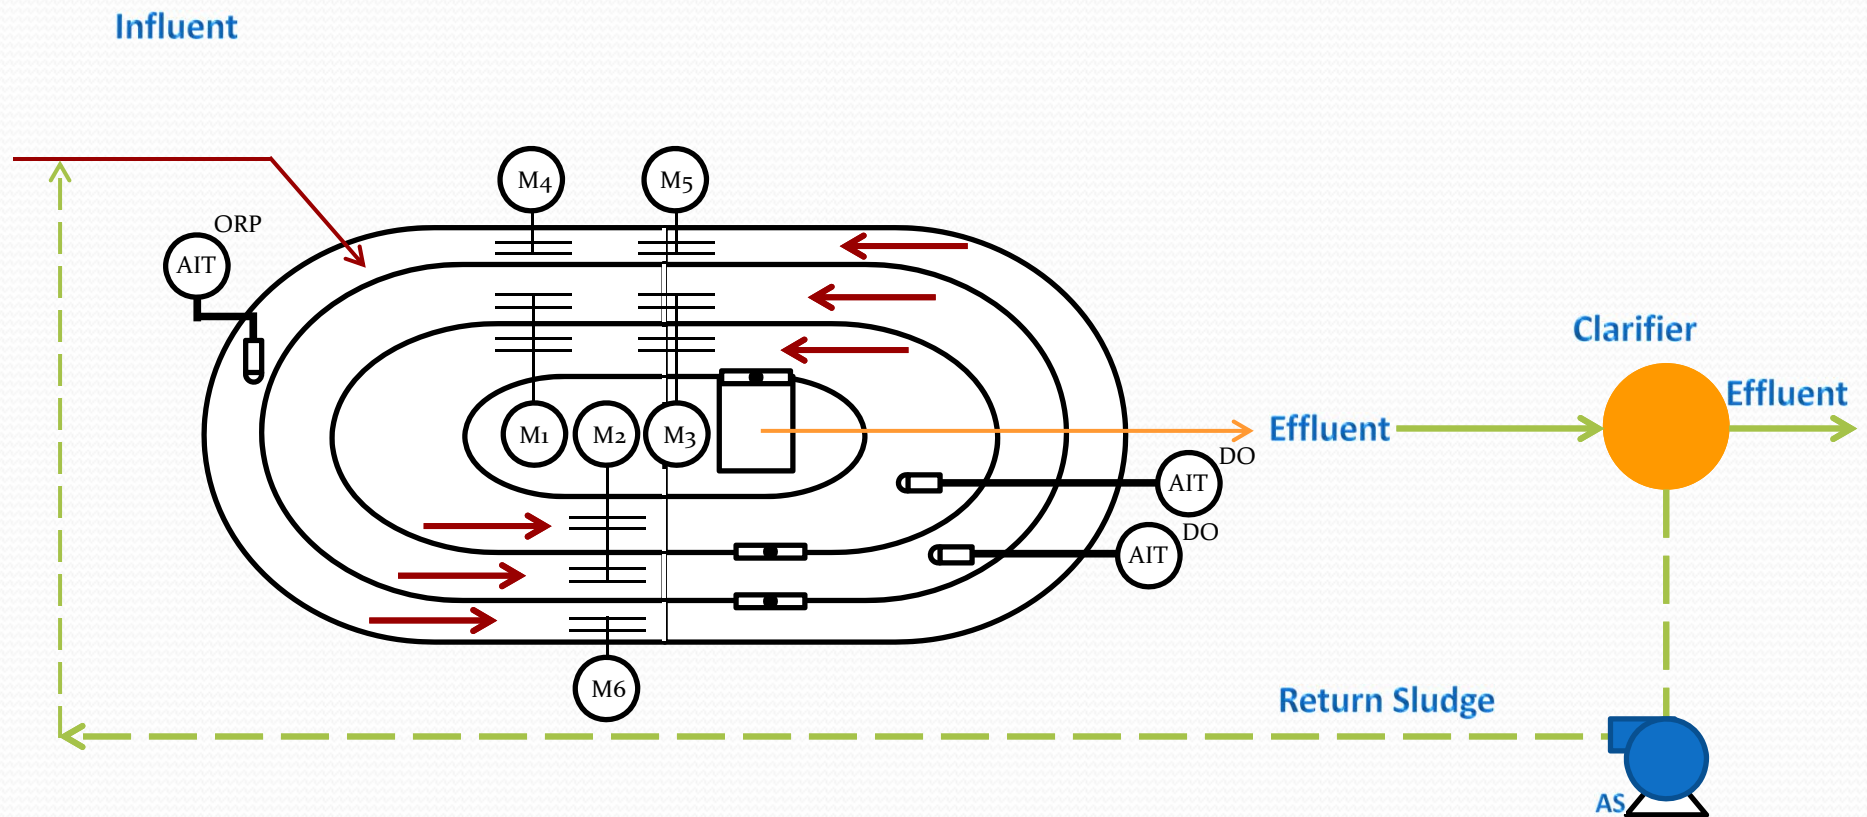 Influent
M4
M5
ORP
AIT
Clarifier
Effluent
Effluent
M1
M2
M3
DO
AIT
DO
AIT
M6
Return Sludge
AS